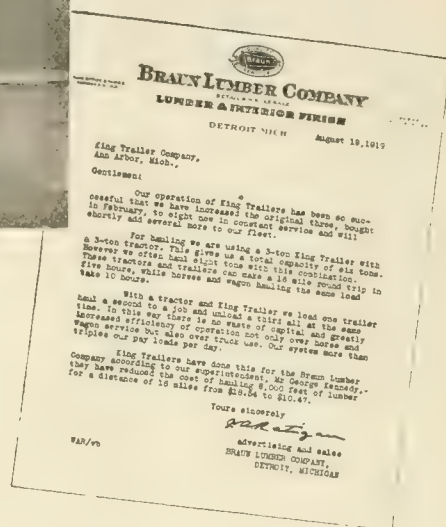 BRAUN
BRAUN LUMBER COMPANY
LUMBER & INTERIOR FINISH
DETROIT MICH
August 19, 1919
King Trailer Company,
Ann Arbor, Mich.,
Gentlemen:
Our operation of King Trailers has been so suc-
cessful that we have increased the original three, bought
in February, to eight now in constant service and will
shortly add several more to our fleet.
For hauling we are using a 3-ton King Trailer with
a 3-ton tractor. This gives us a total capacity of six tons.
However we often haul eight tons with this combination.
These tractors and trailers can make a 16 mile round trip in
five hours, while horses and wagon hauling the same load
take 10 hours.
With a tractor and King Trailer we load one trailer
haul a second to a job and unload a third all at the same
time. In this way there is no waste of capital and greatly
increased efficiency of operation not only over horse and
wagon service but also over truck use. Our system more than
triples our pay loads per day.
King Trailers have done this for the Braun Lumber
Company according to our superintendent, Mr George Kennedy,-
they have reduced the cost of hauling 6,000 feet of lumber
for a distance of 16 miles from $18.54 to $10.47.
Yours sincerely
advertising and sales
BRAUN LUMBER COMPANY,
DETROIT, MICHIGAN
WAR/vb